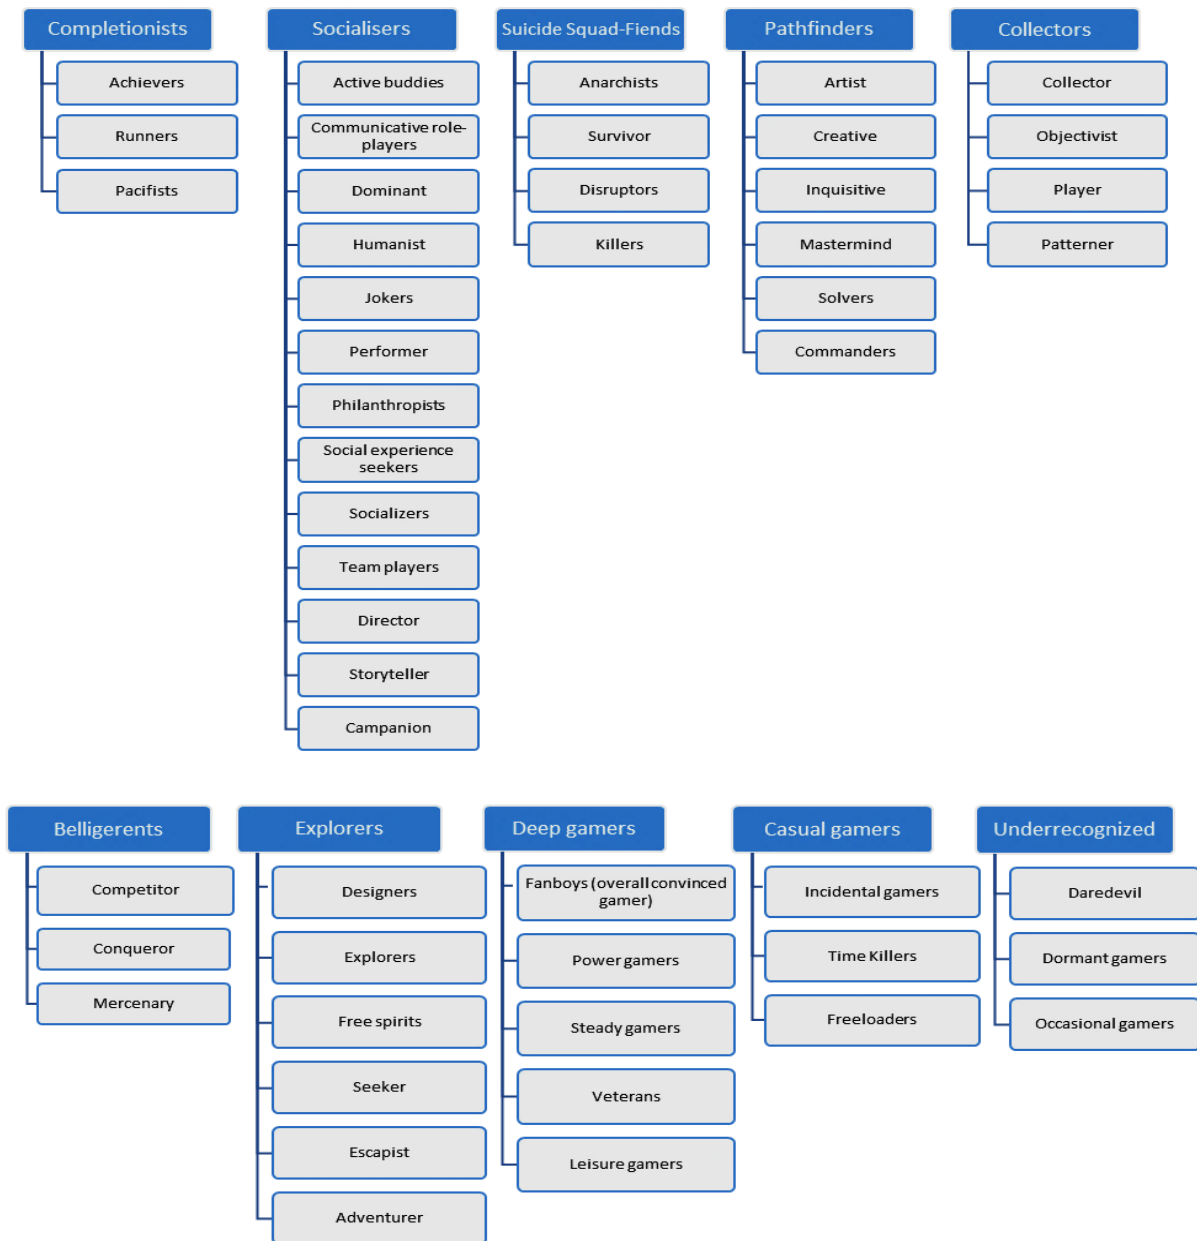 Completionists
Achievers
Runners
Pacifists
Socialisers
Active buddies
Communicative role-
players
Dominant
Humanist
Jokers
Performer
Philanthropists
Social experience
seekers
Socializers
Team players
Director
Storyteller
Campanion
Suicide Squad-Fiends
Anarchists
Survivor
Disruptors
Killers
Pathfinders
Artist
Creative
Inquisitive
Mastermind
Solvers
Commanders
Collectors
Collector
Objectivist
Player
Patterner
Belligerents
Competitor
Conqueror
Mercenary
Explorers
Designers
Explorers
Free spirits
Seeker
Escapist
Adventurer
Deep gamers
Fanboys (overall convinced
gamer)
Power gamers
Steady gamers
Veterans
Leisure gamers
Casual gamers
Incidental gamers
Time Killers
Freeloaders
Underrecognized
Daredevil
Dormant gamers
Occasional gamers